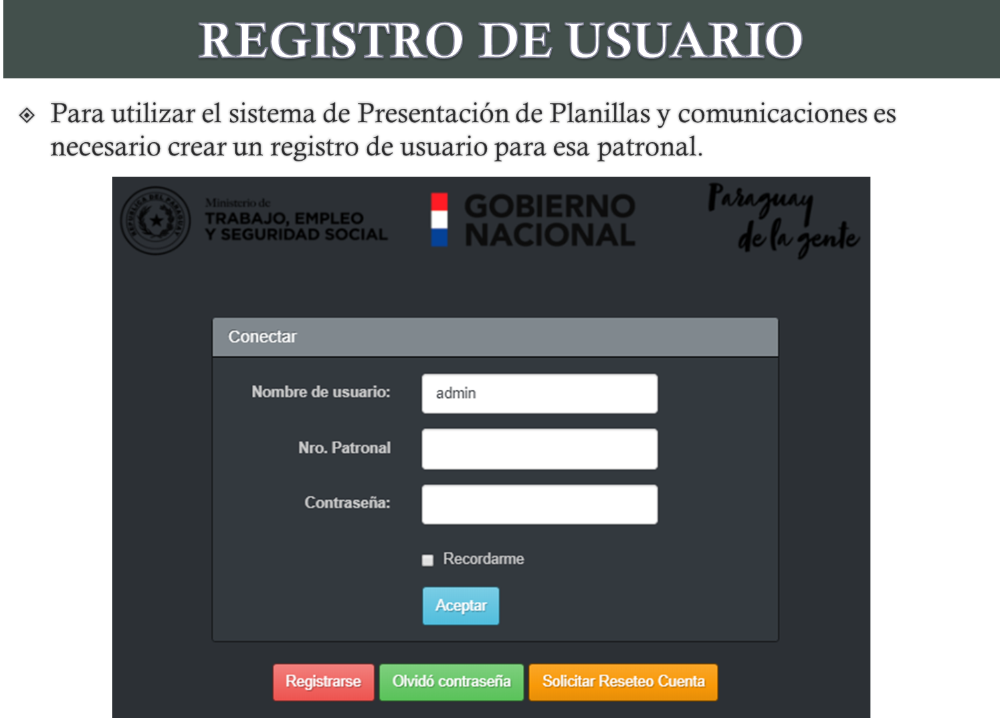 REGISTRO DE USUARIO
Para utilizar el sistema de Presentación de Planillas y comunicaciones es
necesario crear un registro de usuario para esa patronal.
REPUBLICA DEL PARAGUAY
Ministerio de
TRABAJO, EMPLEO
Y SEGURIDAD SOCIAL
GOBIERNO
NACIONAL
Paraguay
de la gente
Conectar
Nombre de usuario:
admin
Nro. Patronal
Contraseña:
Recordarme
Aceptar
Registrarse
Olvidó contraseña
Solicitar Reseteo Cuenta